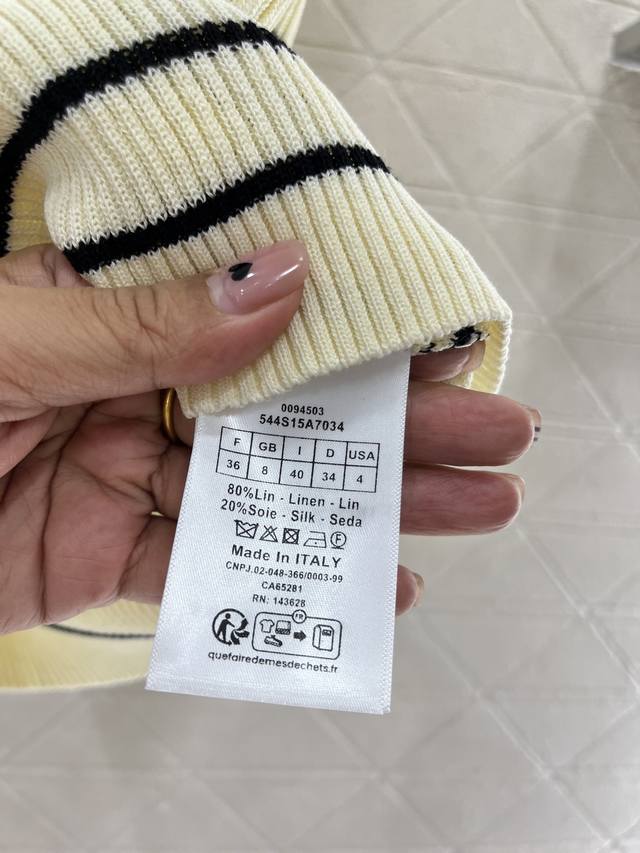 0094503
544S15A7034
F GB I D USA
36 8 40 34 4
80%Lin - Linen - Lin
20%Soie - Silk - Seda
Made In ITALY
CNPJ.02-048-366/0003-99
CA65281
RN: 143628
FR
quefairedemesdechets.fr